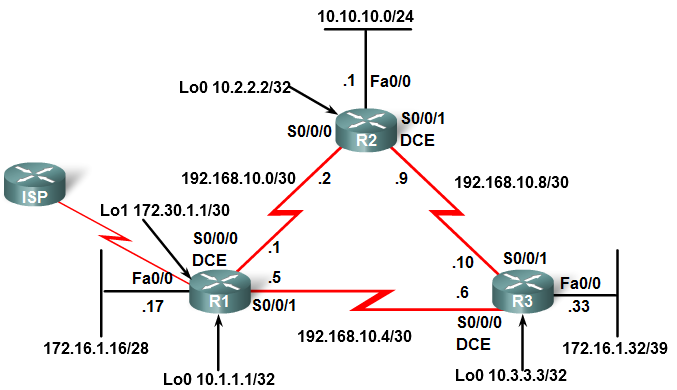 10.10.10.0/24
.1 Fa0/0
Lo0 10.2.2.2/32
S0/0/0
S0/0/1
R2
DCE
192.168.10.0/30
.2
.9
192.168.10.8/30
ISP
Lo1 172.30.1.1/30
S0/0/0
DCE
.1
.10
S0/0/1
Fa0/0
.17
R1
.5
S0/0/1
.6
R3
Fa0/0
.33
192.168.10.4/30
S0/0/0
DCE
172.16.1.16/28
172.16.1.32/39
Lo0 10.1.1.1/32
Lo0 10.3.3.3/32